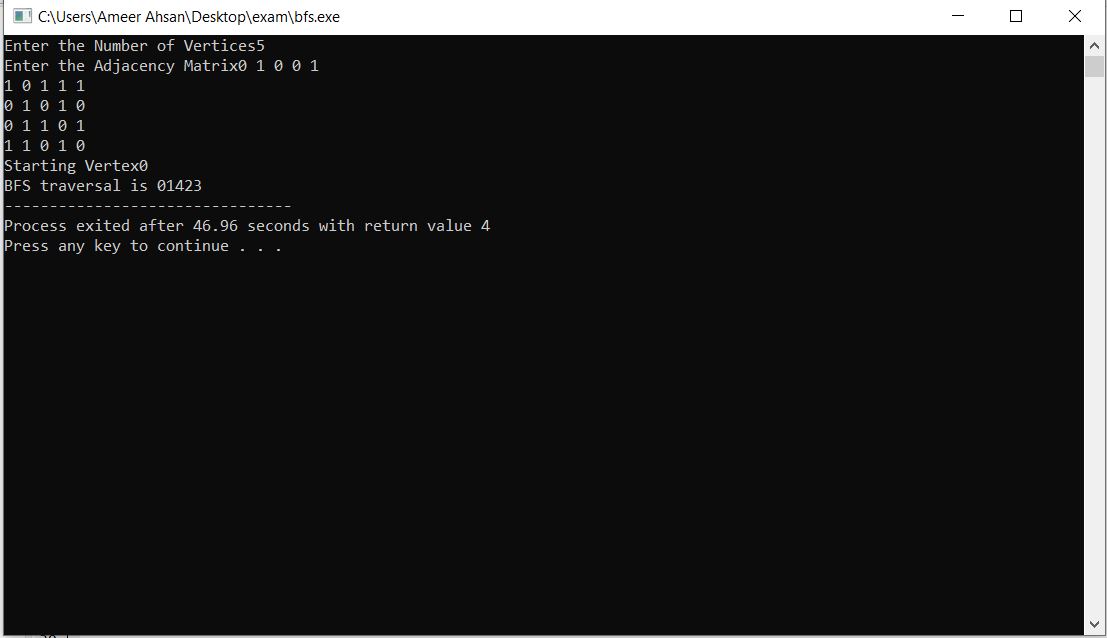 C:\Users\Ameer Ahsan\Desktop\exam\bfs.exe
Enter the Number of Vertices5
Enter the Adjacency Matrix0 1 0 0 1
1 0 1 1 1
0 1 0 1 0
0 1 1 0 1
1 1 0 1 0
Starting Vertex0
BFS traversal is 01423
--------------------------------
Process exited after 46.96 seconds with return value 4
Press any key to continue . . .